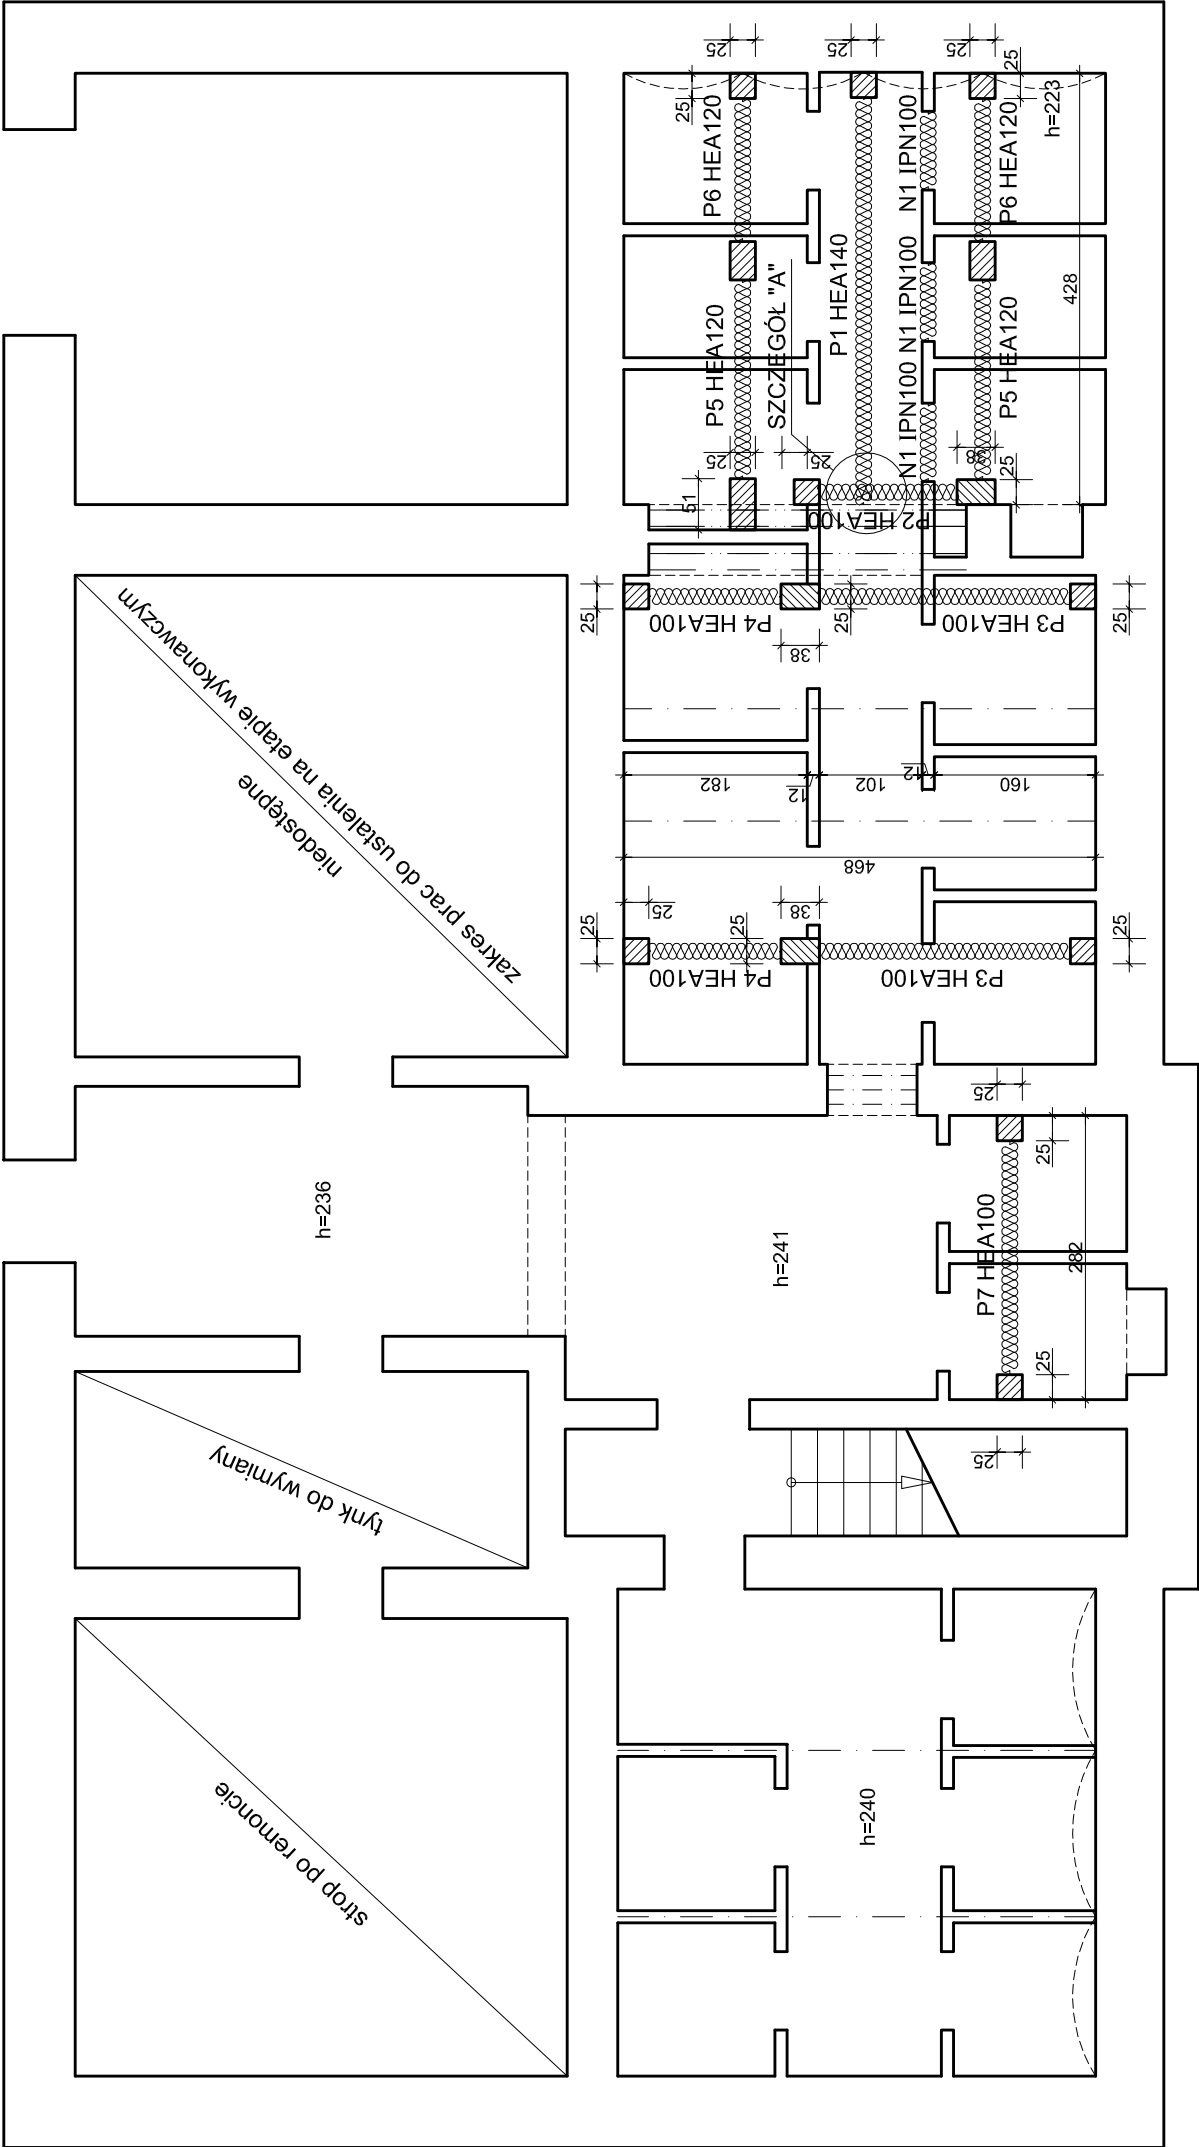 25
25
25
25
25
P6 HEA120
N1 IPN100
P6 HEA120
h=223
P5 HEA120
SZCZEGÓŁ "A"
P1 HEA140
N1 IPN100
N1 IPN100
P5 HEA120
428
25
25
38
25
51
P2 HEA100
25
P4 HEA100
25
P3 HEA100
25
38
182
12
102
12
160
468
25
25
38
25
25
P4 HEA100
P3 HEA100
zakres prac do ustalenia na etapie wykonawczym
niedostępne
25
25
P7 HEA100
282
25
25
h=236
h=241
tynk do wymiany
strop po remoncie
h=240